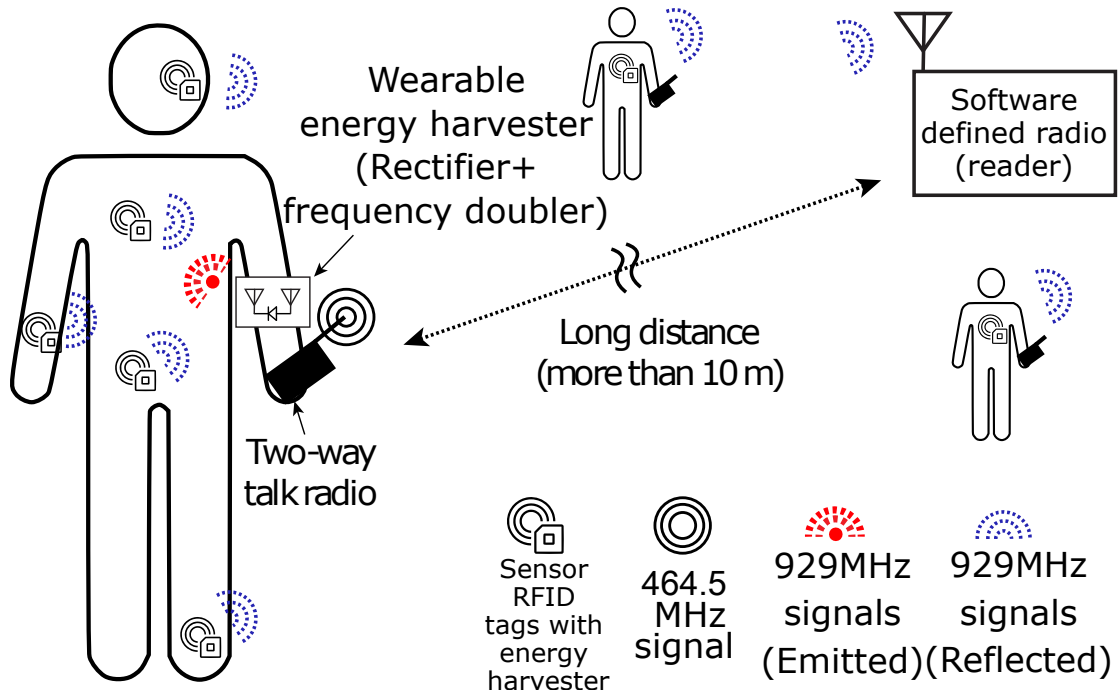 Wearable
energy harvester
(Rectifier+
frequency doubler)
Software
defined radio
(reader)
Long distance
(more than 10 m)
Two-way
talk radio
Sensor
RFID
tags with
energy
harvester
464.5
MHz
signal
929MHz
signals
(Emitted)
929MHz
signals
(Reflected)